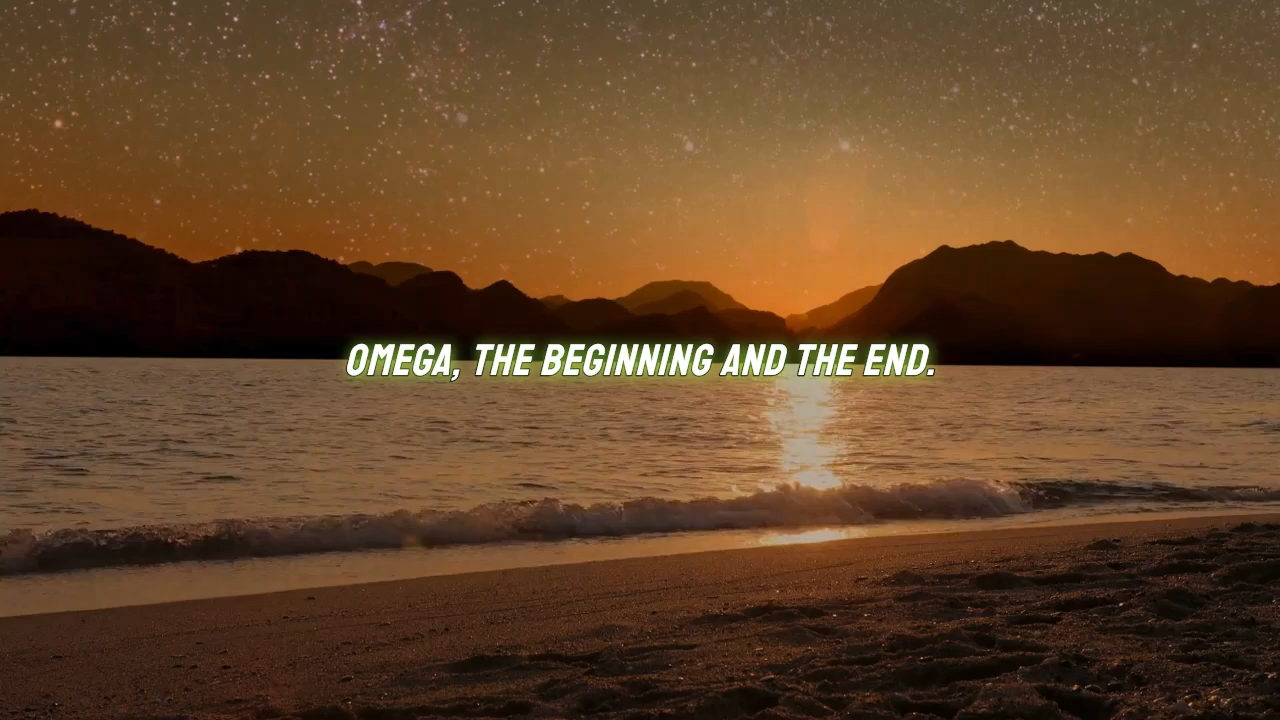 OMEGA, THE BEGINNING AND THE END.